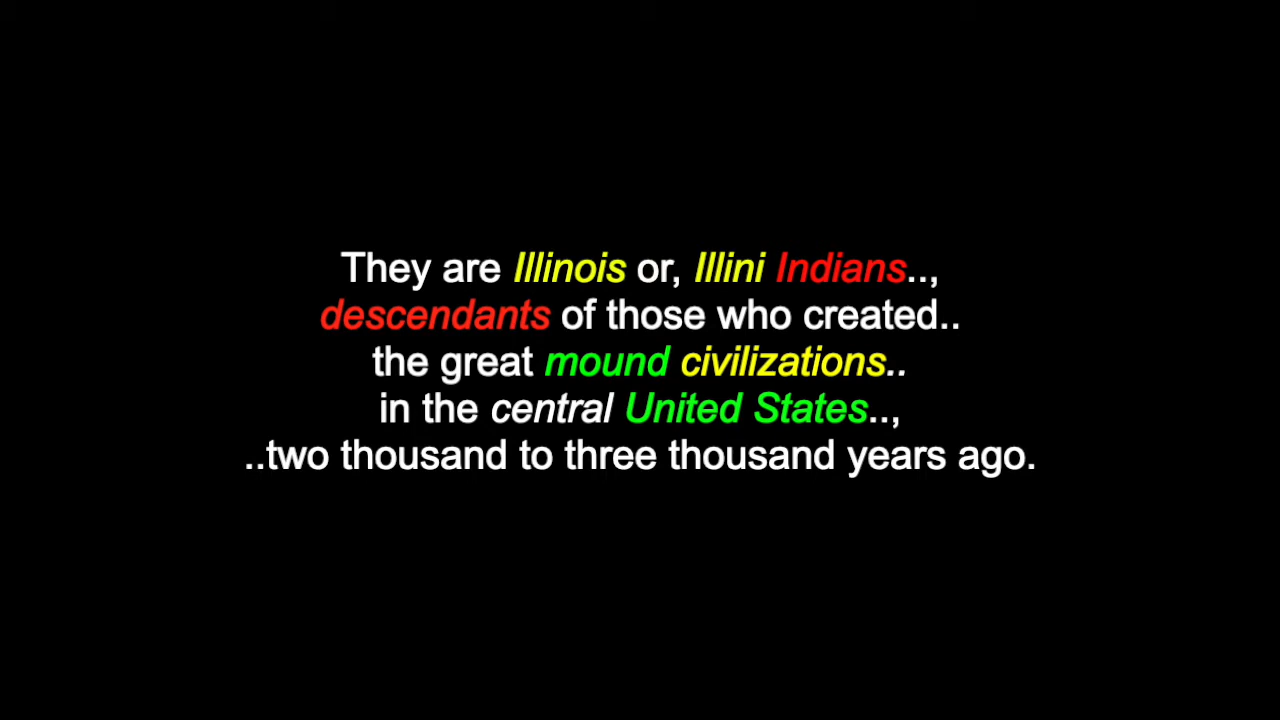 They are Illinois or, Illini Indians..,
descendants of those who created..
the great mound civilizations..
in the central United States..,
..two thousand to three thousand years ago.